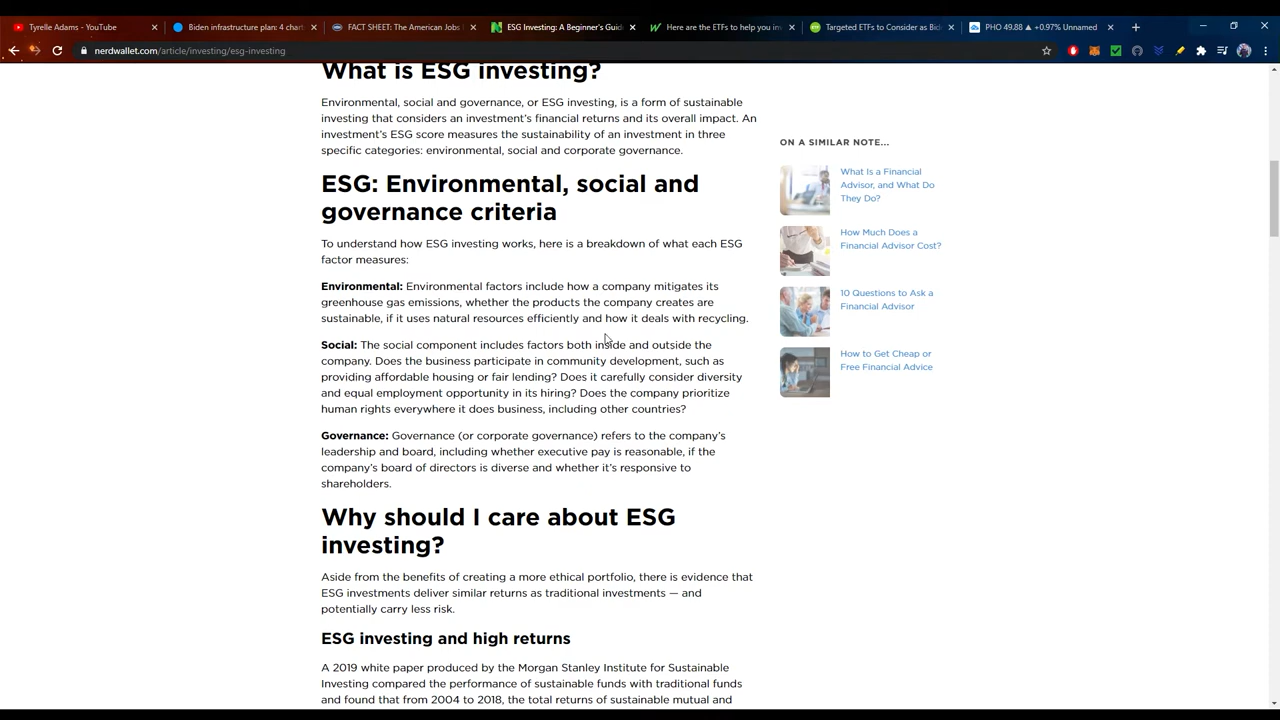 Tyrelle Adams - YouTube
Biden infrastructure plan: 4 charts
FACT SHEET: The American Jobs
ESG Investing: A Beginner's Guide
Here are the ETFs to help you inv
Targeted ETFs to Consider as Bid
PHO 49.88 ▲ +0.97% Unnamed
nerdwallet.com/article/investing/esg-investing
What is ESG investing?
Environmental, social and governance, or ESG investing, is a form of sustainable
investing that considers an investment's financial returns and its overall impact. An
investment's ESG score measures the sustainability of an investment in three
specific categories: environmental, social and corporate governance.
ESG: Environmental, social and
governance criteria
To understand how ESG investing works, here is a breakdown of what each ESG
factor measures:
Environmental: Environmental factors include how a company mitigates its
greenhouse gas emissions, whether the products the company creates are
sustainable, if it uses natural resources efficiently and how it deals with recycling.
Social: The social component includes factors both inside and outside the
company. Does the business participate in community development, such as
providing affordable housing or fair lending? Does it carefully consider diversity
and equal employment opportunity in its hiring? Does the company prioritize
human rights everywhere it does business, including other countries?
Governance: Governance (or corporate governance) refers to the company's
leadership and board, including whether executive pay is reasonable, if the
company's board of directors is diverse and whether it's responsive to
shareholders.
Why should I care about ESG
investing?
Aside from the benefits of creating a more ethical portfolio, there is evidence that
ESG investments deliver similar returns as traditional investments — and
potentially carry less risk.
ESG investing and high returns
A 2019 white paper produced by the Morgan Stanley Institute for Sustainable
Investing compared the performance of sustainable funds with traditional funds
and found that from 2004 to 2018, the total returns of sustainable mutual and
ON A SIMILAR NOTE...
What Is a Financial
Advisor, and What Do
They Do?
How Much Does a
Financial Advisor Cost?
10 Questions to Ask a
Financial Advisor
How to Get Cheap or
Free Financial Advice